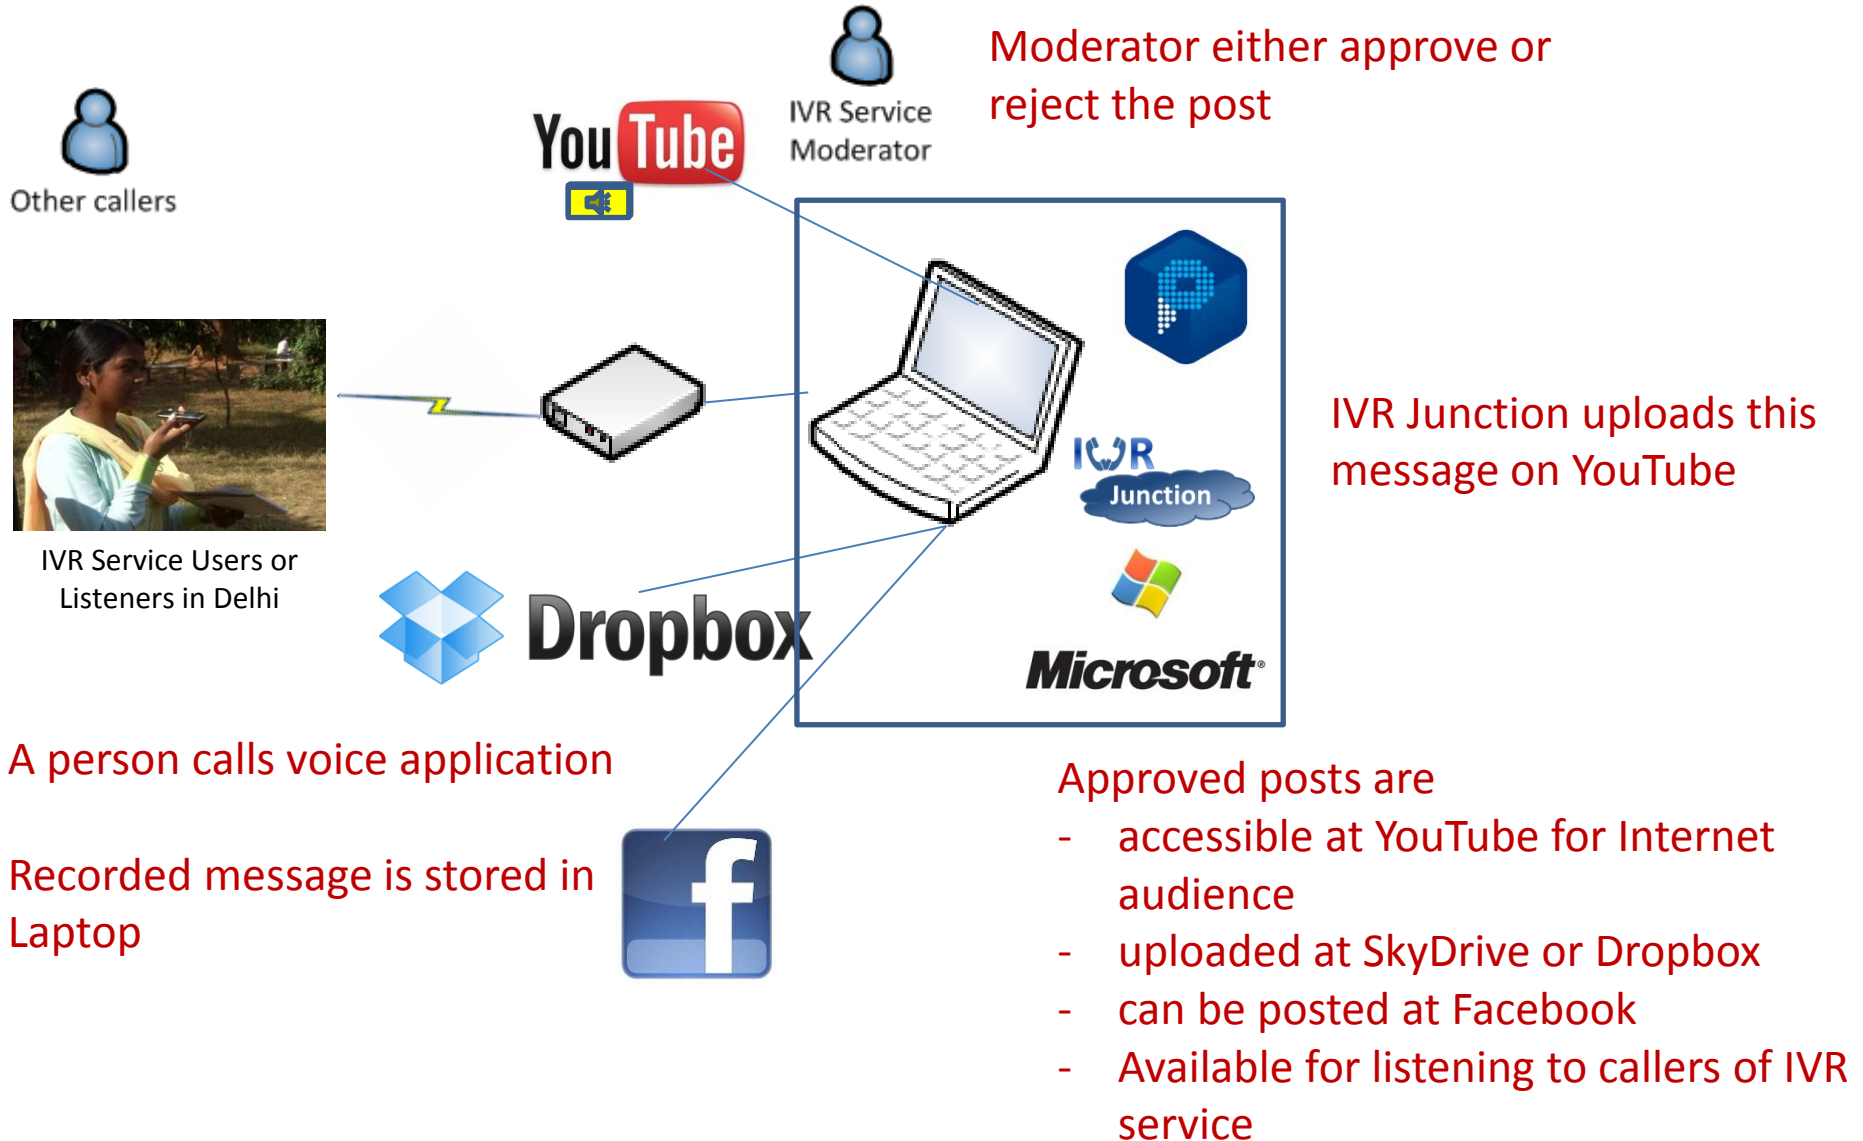 Moderator either approve or
reject the post
IVR Service
Moderator
Other callers
YouTube
IVR Junction uploads this
message on YouTube
IVR
Junction
IVR Service Users or
Listeners in Delhi
Dropbox
Microsoft®
A person calls voice application
Recorded message is stored in
Laptop
Approved posts are
- accessible at YouTube for Internet
audience
- uploaded at SkyDrive or Dropbox
- can be posted at Facebook
- Available for listening to callers of IVR
service